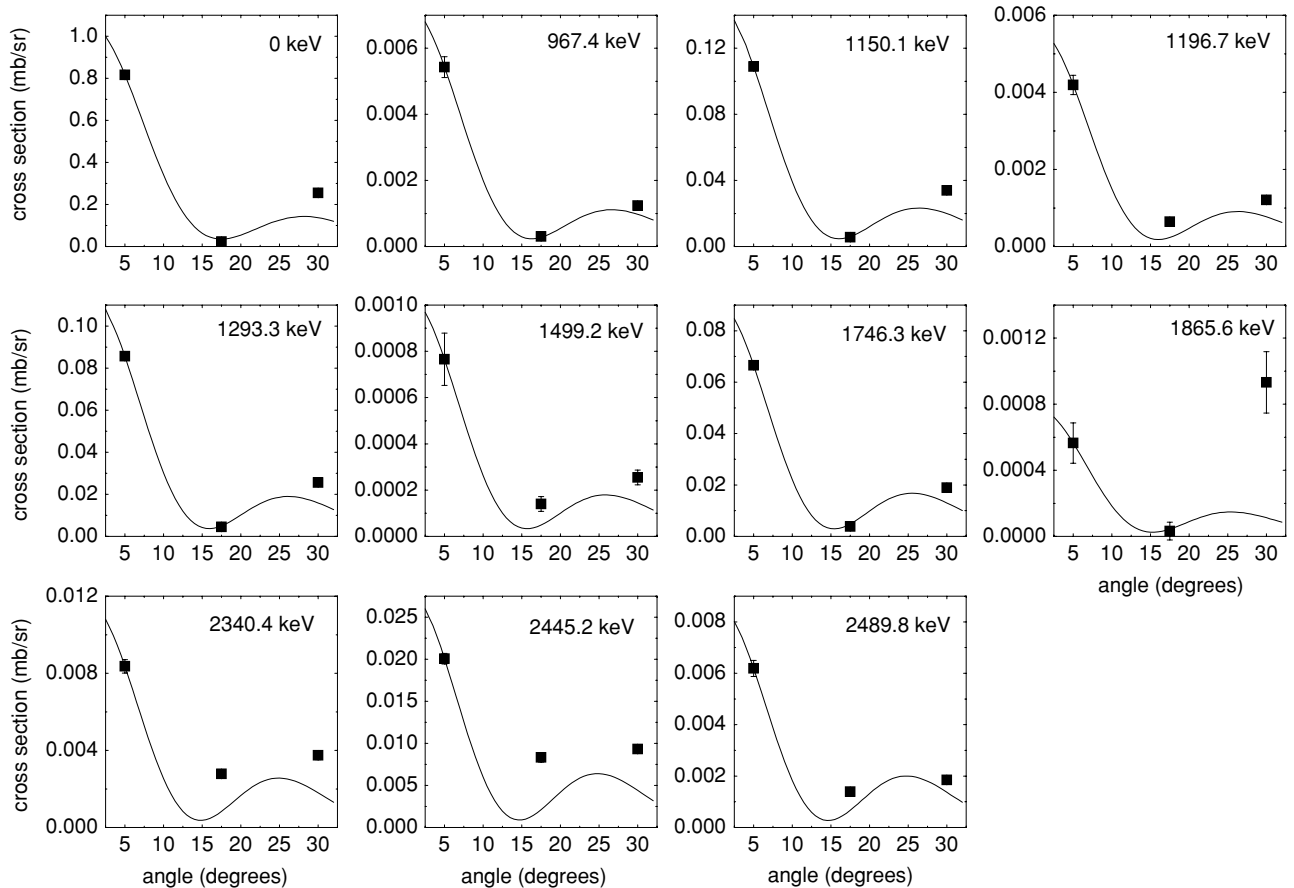 cross section (mb/sr)
1.0
0.8
0.6
0.4
0.2
0.0
5 10 15 20 25 30
0 keV
0.006
0.004
0.002
0.000
5 10 15 20 25 30
967.4 keV
0.12
0.08
0.04
0.00
5 10 15 20 25 30
1150.1 keV
0.006
0.004
0.002
0.000
5 10 15 20 25 30
1196.7 keV
cross section (mb/sr)
0.10
0.08
0.06
0.04
0.02
0.00
5 10 15 20 25 30
1293.3 keV
0.0010
0.0008
0.0006
0.0004
0.0002
0.0000
5 10 15 20 25 30
1499.2 keV
0.08
0.06
0.04
0.02
0.00
5 10 15 20 25 30
1746.3 keV
0.0012
0.0008
0.0004
0.0000
5 10 15 20 25 30
1865.6 keV
angle (degrees)
cross section (mb/sr)
0.012
0.008
0.004
0.000
5 10 15 20 25 30
2340.4 keV
angle (degrees)
0.025
0.020
0.015
0.010
0.005
0.000
5 10 15 20 25 30
2445.2 keV
angle (degrees)
0.008
0.006
0.004
0.002
0.000
5 10 15 20 25 30
2489.8 keV
angle (degrees)